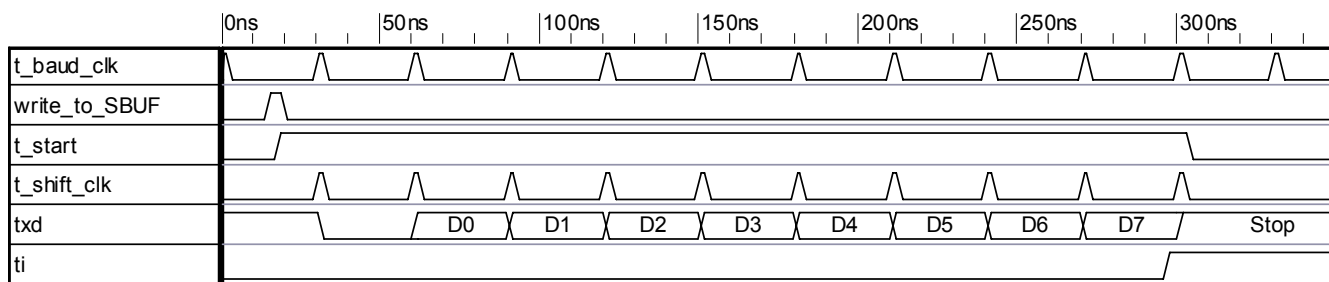 0ns 50ns 100ns 150ns 200ns 250ns 300ns
t_baud_clk
write_to_SBUF
t_start
t_shift_clk
txd D0 D1 D2 D3 D4 D5 D6 D7 Stop
ti